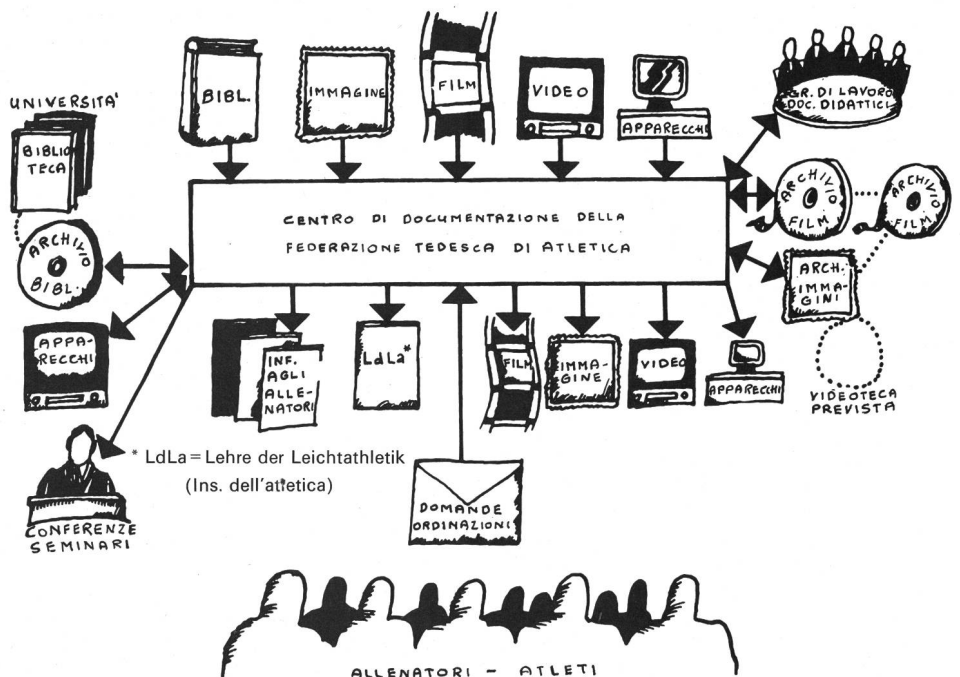 BIBL.
IMMAGINE
FILM
VIDEO
APPARECCHI
GR. DI LAVORO
DOC. DIDATTICI
UNIVERSITA'
BIBLIO
TECA
ARCHIVIO
BIBL.
CENTRO DI DOCUMENTAZIONE DELLA
FEDERAZIONE TEDESCA DI ATLETICA
ARCHIVIO
FILM
ARCHIVIO
FILM
ARCH.
IMMA-
GINI
VIDEOTECA
PREVISTA
APPA-
RECCHI
INF.
AGLI
ALLE-
NATORI
LdLa*
FILM
IMMA-
GINE
VIDEO
APPARECCHI
* LdLa = Lehre der Leichtathletik
(Ins. dell'atletica)
CONFERENZE
SEMINARI
DOMANDE
ORDINAZIONI
ALLENATORI - ATLETI